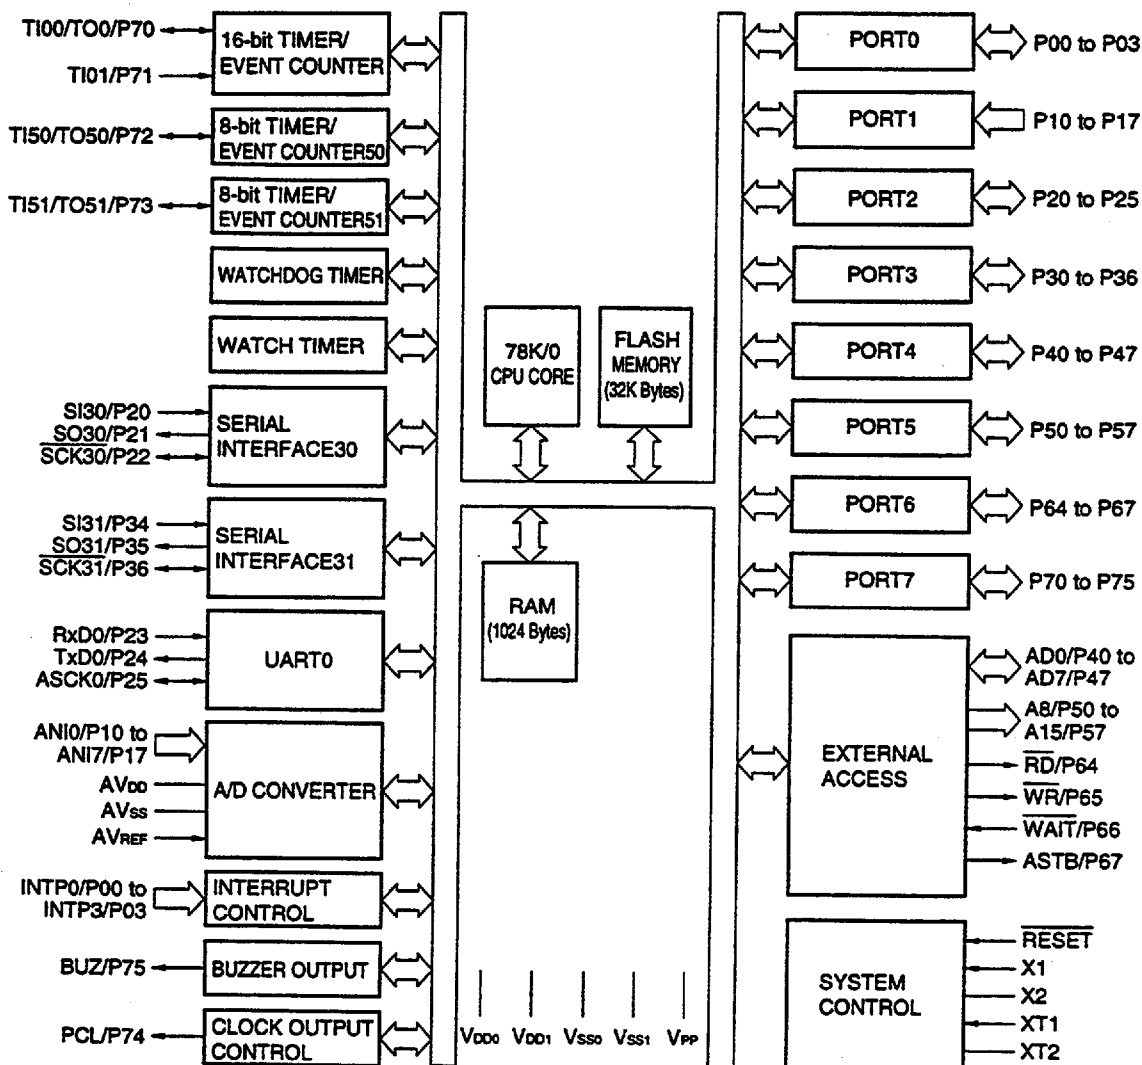 TI00/TO0/P70
TI01/P71
16-bit TIMER/
EVENT COUNTER
TI50/TO50/P72
8-bit TIMER/
EVENT COUNTER50
TI51/TO51/P73
8-bit TIMER/
EVENT COUNTER51
WATCHDOG TIMER
WATCH TIMER
SI30/P20
SO30/P21
SCK30/P22
SERIAL
INTERFACE30
SI31/P34
SO31/P35
SCK31/P36
SERIAL
INTERFACE31
RxD0/P23
TxD0/P24
ASCK0/P25
UART0
ANI0/P10 to
ANI7/P17
AVDD
AVSS
AVREF
A/D CONVERTER
INTP0/P00 to
INTP3/P03
INTERRUPT
CONTROL
BUZ/P75
BUZZER OUTPUT
PCL/P74
CLOCK OUTPUT
CONTROL
78K/0
CPU CORE
FLASH
MEMORY
(32K Bytes)
RAM
(1024 Bytes)
VDD0 VDD1 VSS0 VSS1 VPP
PORT0
P00 to P03
PORT1
P10 to P17
PORT2
P20 to P25
PORT3
P30 to P36
PORT4
P40 to P47
PORT5
P50 to P57
PORT6
P64 to P67
PORT7
P70 to P75
EXTERNAL
ACCESS
AD0/P40 to
AD7/P47
A8/P50 to
A15/P57
RD/P64
WR/P65
WAIT/P66
ASTB/P67
SYSTEM
CONTROL
RESET
X1
X2
XT1
XT2